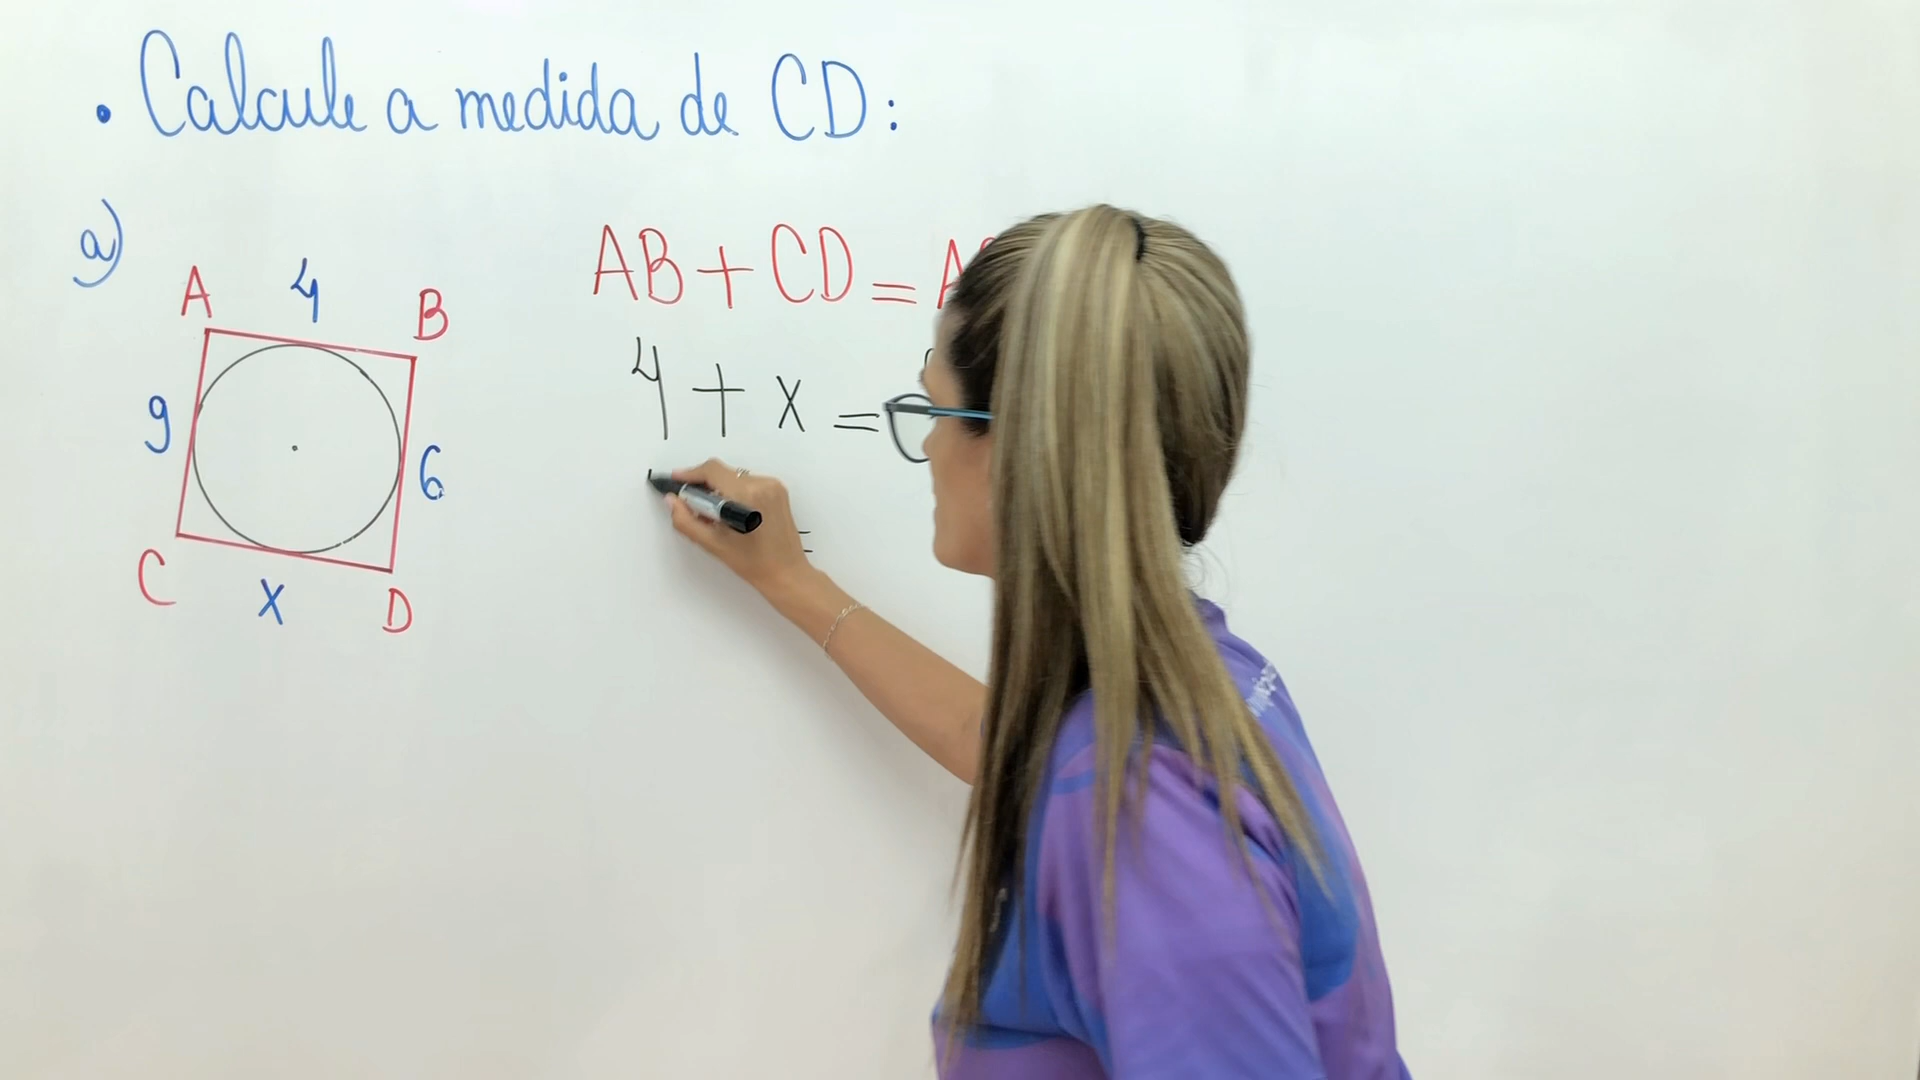 • Calcule a medida de CD:
a)
A 4 B
AB + CD = A
4 + x =
9
6
=
C x D